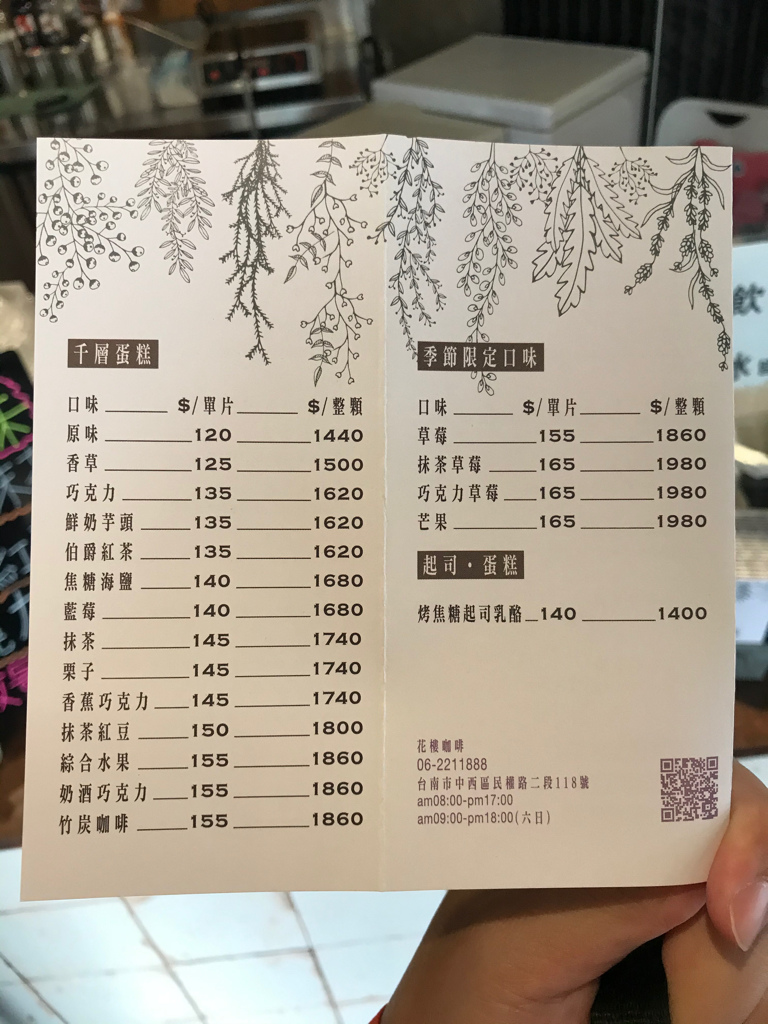 千層蛋糕
口味 $/單片 $/整顆
原味 120 1440
香草 125 1500
巧克力 135 1620
鮮奶芋頭 135 1620
伯爵紅茶 135 1620
焦糖海鹽 140 1680
藍莓 140 1680
抹茶 145 1740
栗子 145 1740
香蕉巧克力 145 1740
抹茶紅豆 150 1800
綜合水果 155 1860
奶酒巧克力 155 1860
竹炭咖啡 155 1860
季節限定口味
口味 $/單片 $/整顆
草莓 155 1860
抹茶草莓 165 1980
巧克力草莓 165 1980
芒果 165 1980
起司・蛋糕
烤焦糖起司乳酪 140 1400
花樓咖啡
06-2211888
台南市中西區民權路二段118號
am08:00-pm17:00
am09:00-pm18:00(六日)
飲